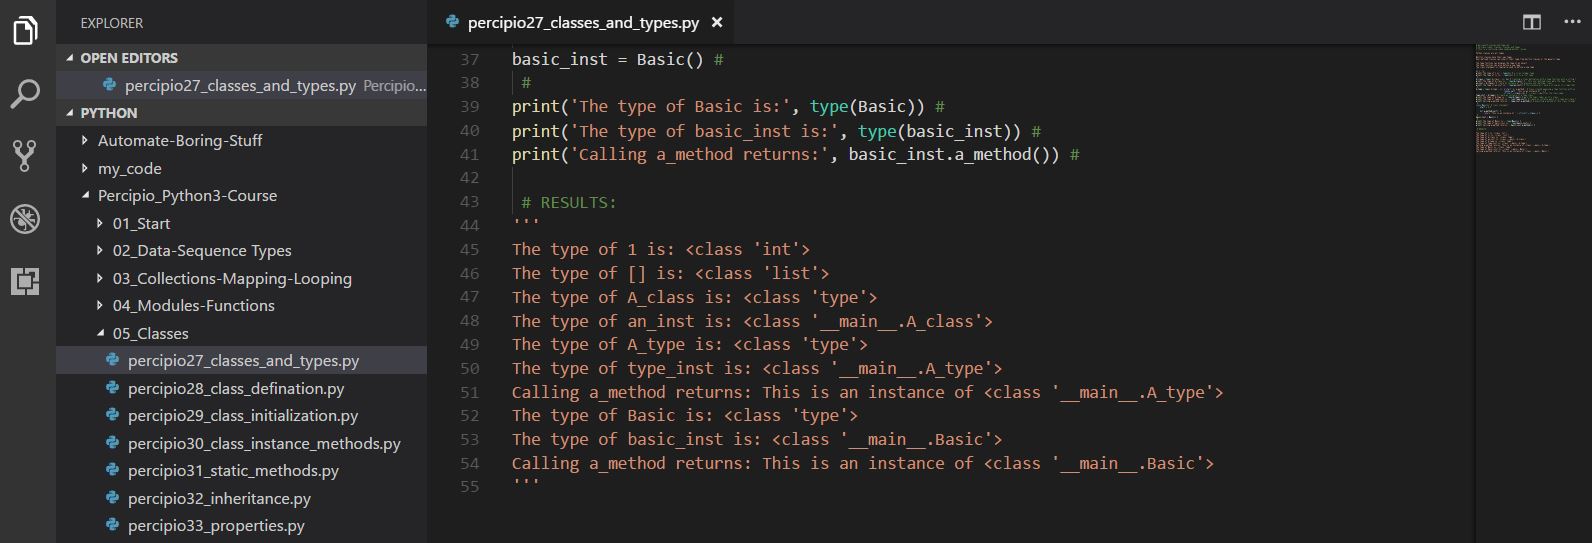 EXPLORER
OPEN EDITORS
percipio27_classes_and_types.py Percipio...
PYTHON
Automate-Boring-Stuff
my_code
Percipio_Python3-Course
01_Start
02_Data-Sequence Types
03_Collections-Mapping-Looping
04_Modules-Functions
05_Classes
percipio27_classes_and_types.py
percipio28_class_defination.py
percipio29_class_initialization.py
percipio30_class_instance_methods.py
percipio31_static_methods.py
percipio32_inheritance.py
percipio33_properties.py
percipio27_classes_and_types.py
37 basic_inst = Basic() #
38 #
39 print('The type of Basic is:', type(Basic)) #
40 print('The type of basic_inst is:', type(basic_inst)) #
41 print('Calling a_method returns:', basic_inst.a_method()) #
42
43 # RESULTS:
44 '''
45 The type of 1 is: <class 'int'>
46 The type of [] is: <class 'list'>
47 The type of A_class is: <class 'type'>
48 The type of an_inst is: <class '__main__.A_class'>
49 The type of A_type is: <class 'type'>
50 The type of type_inst is: <class '__main__.A_type'>
51 Calling a_method returns: This is an instance of <class '__main__.A_type'>
52 The type of Basic is: <class 'type'>
53 The type of basic_inst is: <class '__main__.Basic'>
54 Calling a_method returns: This is an instance of <class '__main__.Basic'>
55 '''